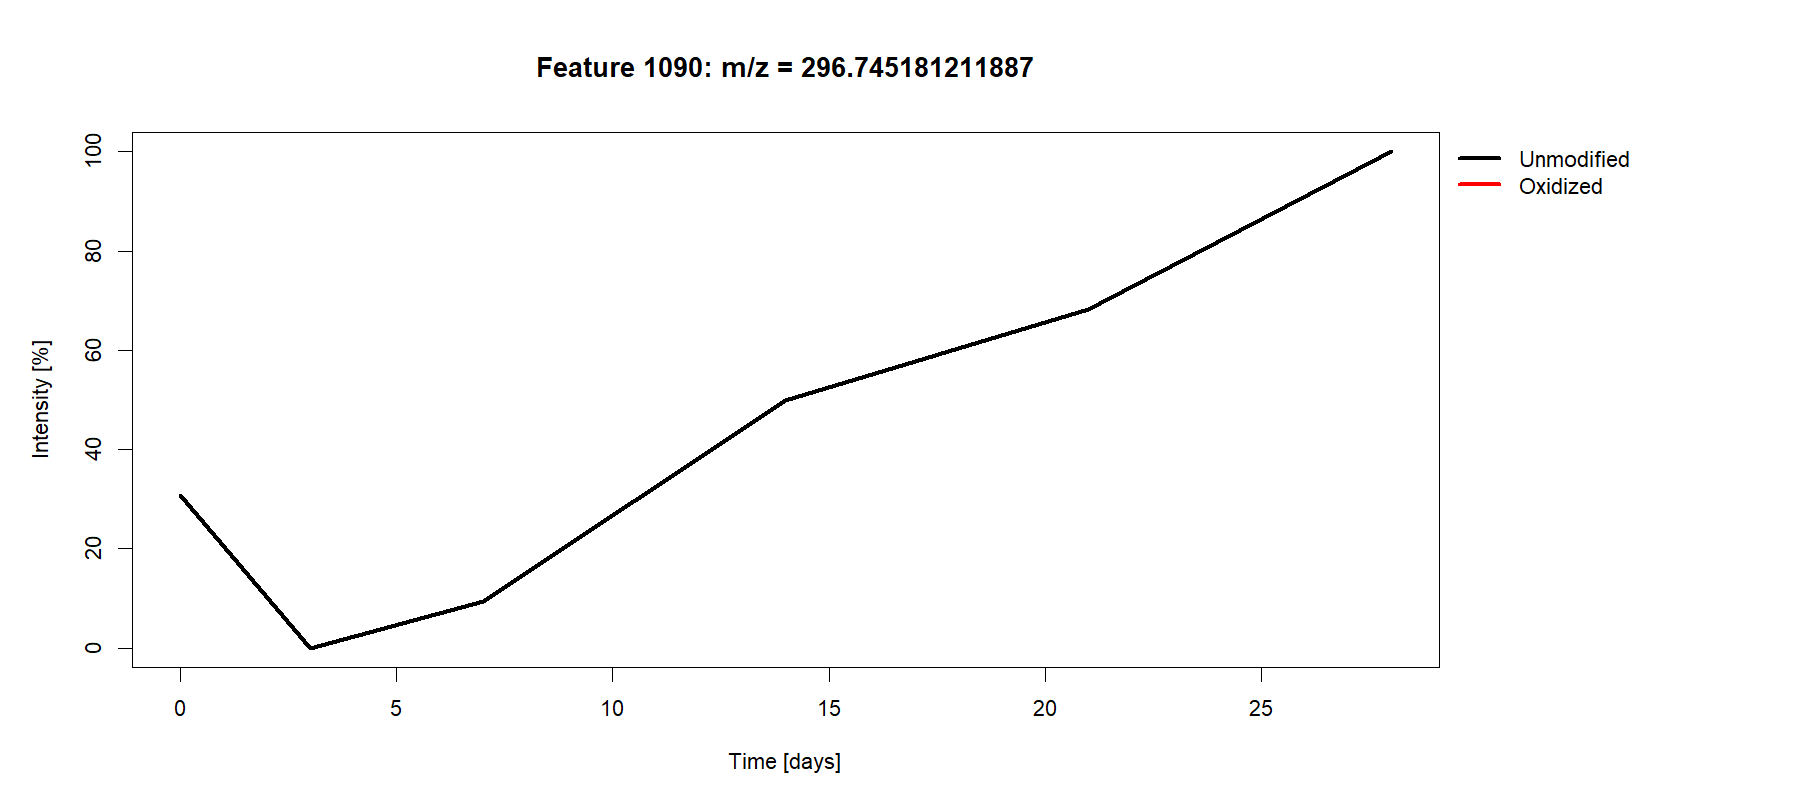 Feature 1090: m/z = 296.745181211887
Unmodified
Oxidized
Intensity [%]
100
80
60
40
20
0
0 5 10 15 20 25
Time [days]